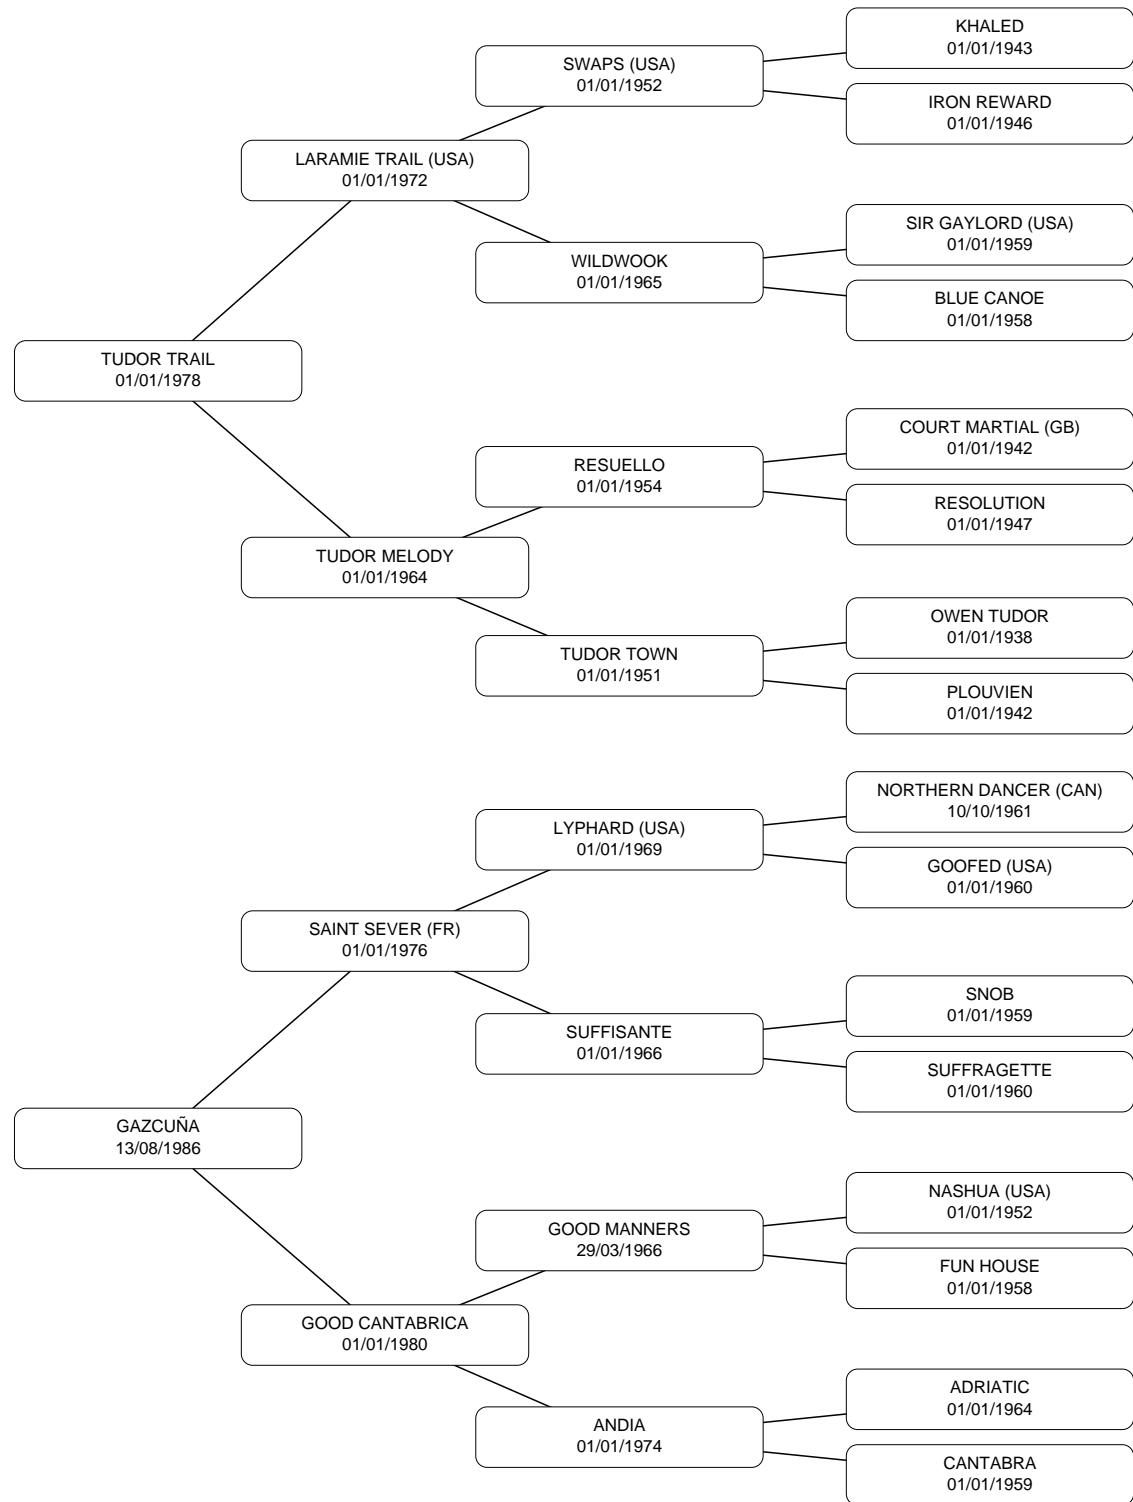 KHALED
01/01/1943
SWAPS (USA)
01/01/1952
IRON REWARD
01/01/1946
LARAMIE TRAIL (USA)
01/01/1972
SIR GAYLORD (USA)
01/01/1959
WILDWOOK
01/01/1965
BLUE CANOE
01/01/1958
TUDOR TRAIL
01/01/1978
COURT MARTIAL (GB)
01/01/1942
RESUELLO
01/01/1954
RESOLUTION
01/01/1947
TUDOR MELODY
01/01/1964
OWEN TUDOR
01/01/1938
TUDOR TOWN
01/01/1951
PLOUVIEN
01/01/1942
NORTHERN DANCER (CAN)
10/10/1961
LYPHARD (USA)
01/01/1969
GOOFED (USA)
01/01/1960
SAINT SEVER (FR)
01/01/1976
SNOB
01/01/1959
SUFFISANTE
01/01/1966
SUFFRAGETTE
01/01/1960
GAZCUÑA
13/08/1986
NASHUA (USA)
01/01/1952
GOOD MANNERS
29/03/1966
FUN HOUSE
01/01/1958
GOOD CANTABRICA
01/01/1980
ADRIATIC
01/01/1964
ANDIA
01/01/1974
CANTABRA
01/01/1959